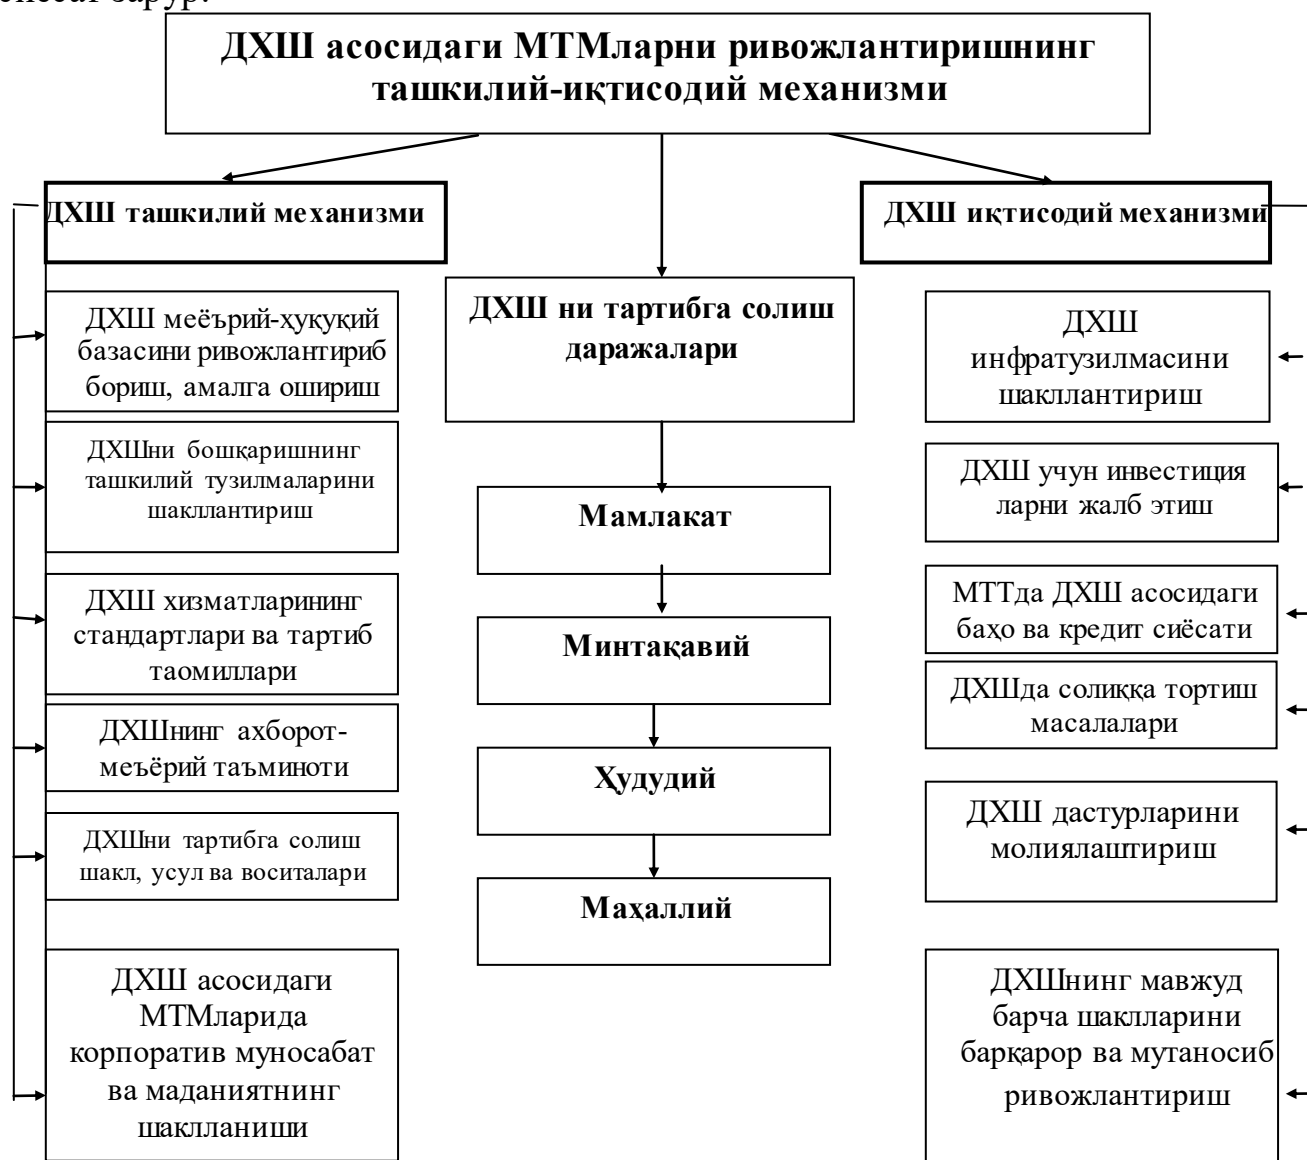 зарур.
ДХШ асосидаги МТМларни ривожлантиришнинг
ташкилий-иқтисодий механизми
ДХШ ташкилий механизми
ДХШ меёърий-ҳуқуқий
базасини ривожлантириб
бориш, амалга ошириш
ДХШни бошқаришнинг
ташкилий тузилмаларини
шакллантириш
ДХШ хизматларининг
стандартлари ва тартиб
таомиллари
ДХШнинг ахборот-
меъёрий таъминоти
ДХШни тартибга солиш
шакл, усул ва воситалари
ДХШ асосидаги
МТМларида
корпоратив муносабат
ва маданиятнинг
шаклланиши
ДХШ ни тартибга солиш
даражалари
Мамлакат
Минтақавий
Ҳудудий
Маҳаллий
ДХШ иқтисодий механизми
ДХШ
инфратузилмасини
шакллантириш
ДХШ учун инвестиция
ларни жалб этиш
МТТда ДХШ асосидаги
баҳо ва кредит сиёсати
ДХШда солиққа тортиш
масалалари
ДХШ дастурларини
молиялаштириш
ДХШнинг мавжуд
барча шаклларини
барқарор ва мутаносиб
ривожлантириш